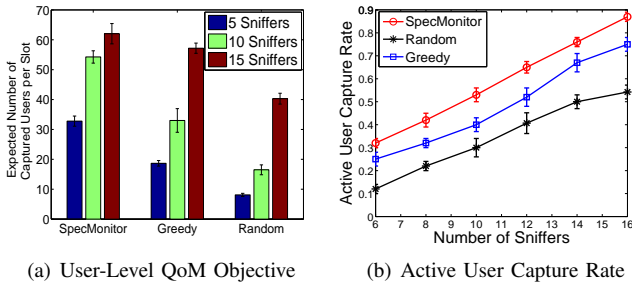 70
60
50
40
30
20
10
0
Expected Number of
Captured Users per Slot
5 Sniffers
10 Sniffers
15 Sniffers
SpecMonitor Greedy Random
(a) User-Level QoM Objective
0.9
0.8
0.7
0.6
0.5
0.4
0.3
0.2
0.1
0
Active User Capture Rate
SpecMonitor
Random
Greedy
6 7 8 9 10 11 12 13 14 15 16
Number of Sniffers
(b) Active User Capture Rate